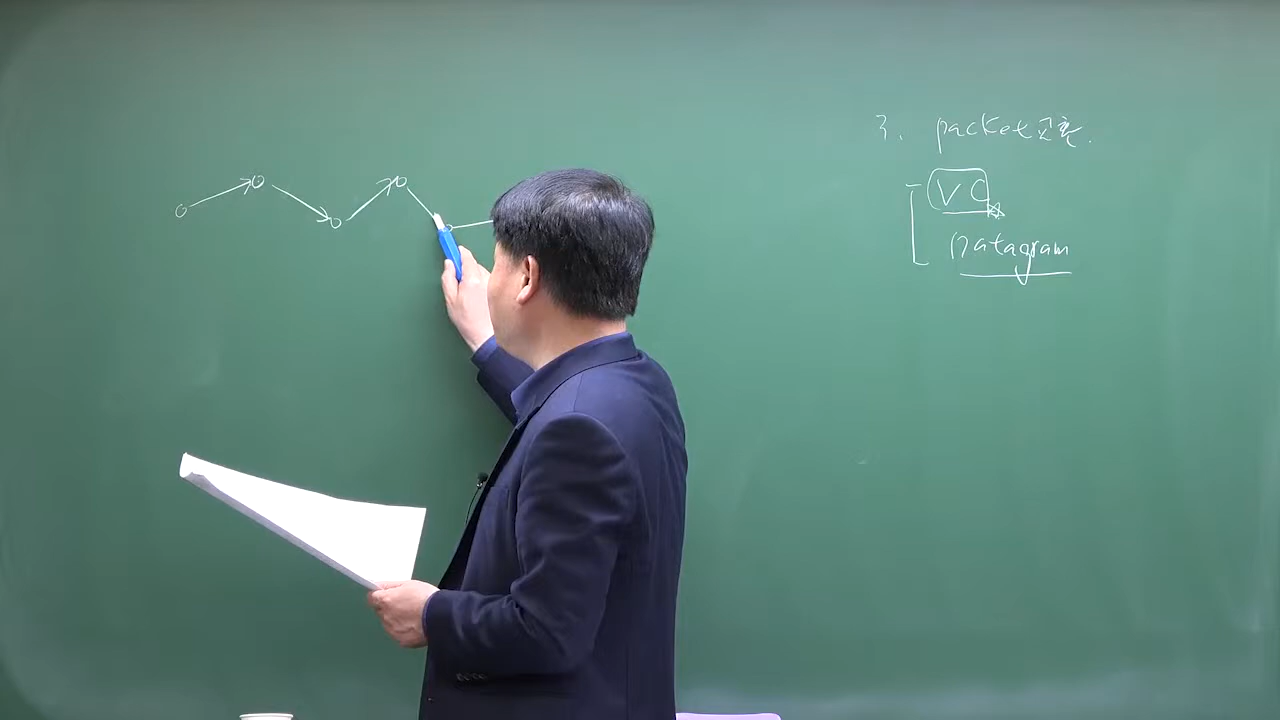 3. packet교환.
VC
Datagram